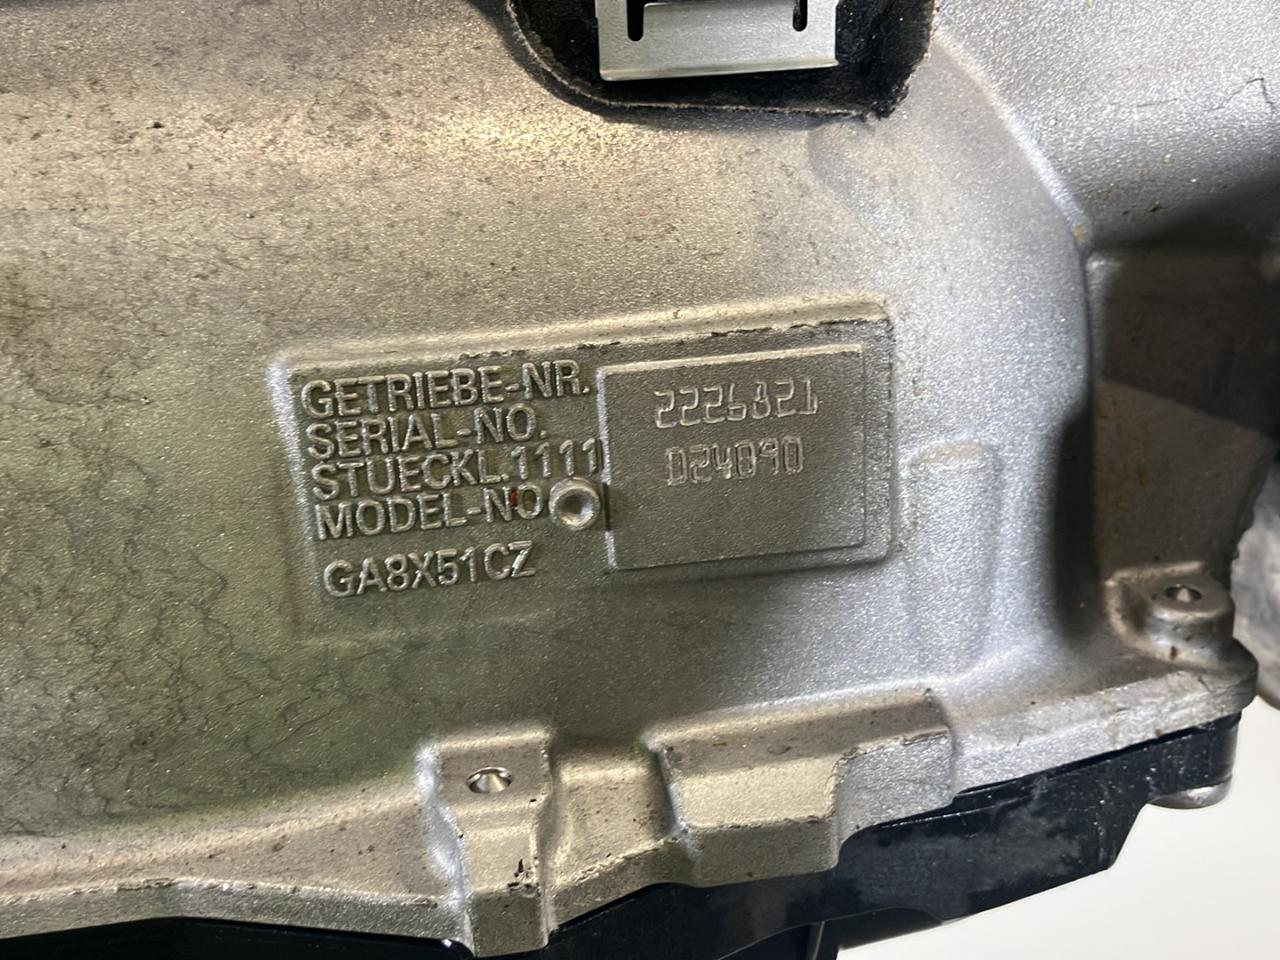 GETRIEBE-NR.
SERIAL-NO.
STUECKL.1111
MODEL-NO
GA8X51CZ
2226821
D24090